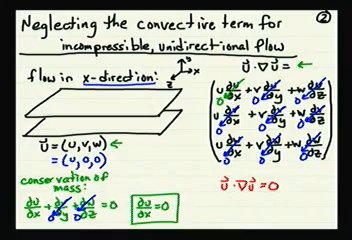 Neglecting the convective term for
②
incompressible, unidirectional flow
flow in x-direction:
y
x
z
ū · ∇ū =
u ∂u/∂x + v ∂u/∂y + w ∂u/∂z
u ∂v/∂x + v ∂v/∂y + w ∂v/∂z
u ∂w/∂x + v ∂w/∂y + w ∂w/∂z
ū = (u, v, w) ←
= (u, 0, 0)
conservation of
mass:
∂u/∂x + ∂v/∂y + ∂w/∂z = 0
∂u/∂x = 0
ū · ∇ū = 0